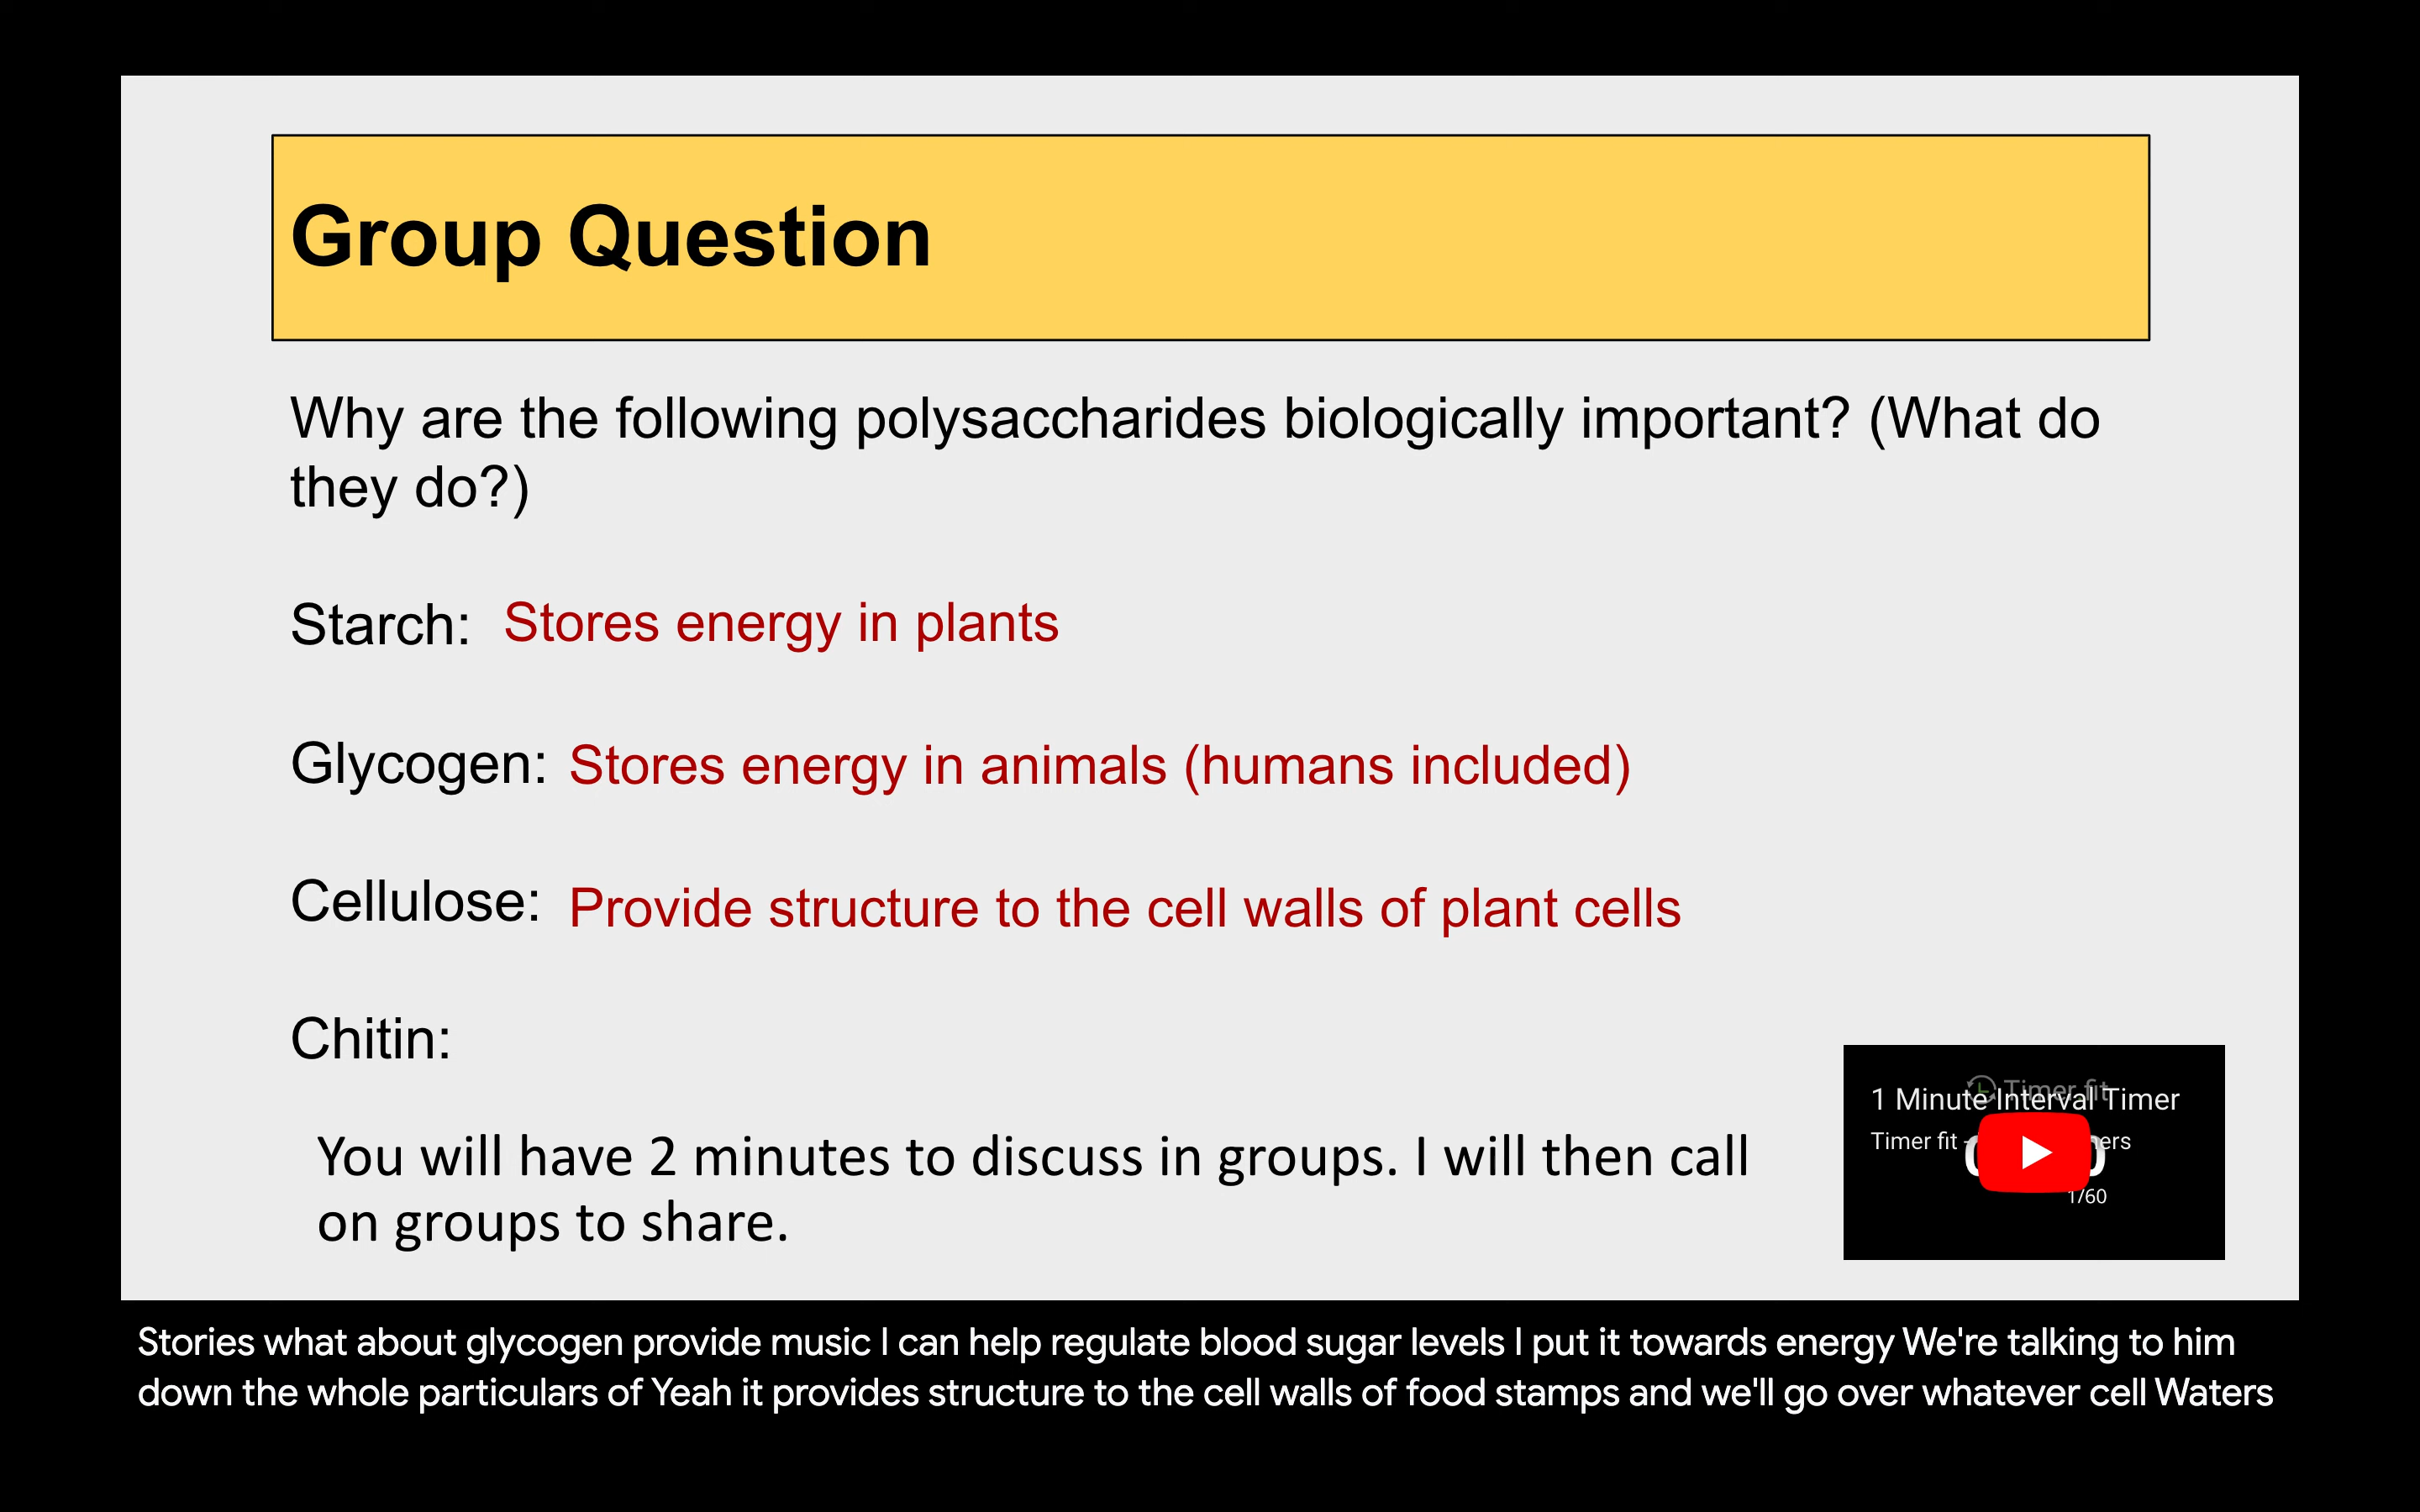 Group Question
Why are the following polysaccharides biologically important? (What do
they do?)
Starch: Stores energy in plants
Glycogen: Stores energy in animals (humans included)
Cellulose: Provide structure to the cell walls of plant cells
Chitin:
You will have 2 minutes to discuss in groups. I will then call
on groups to share.
Timer fit
1 Minute Interval Timer
Timer fit -
1/60
Stories what about glycogen provide music I can help regulate blood sugar levels I put it towards energy We're talking to him
down the whole particulars of Yeah it provides structure to the cell walls of food stamps and we'll go over whatever cell Waters